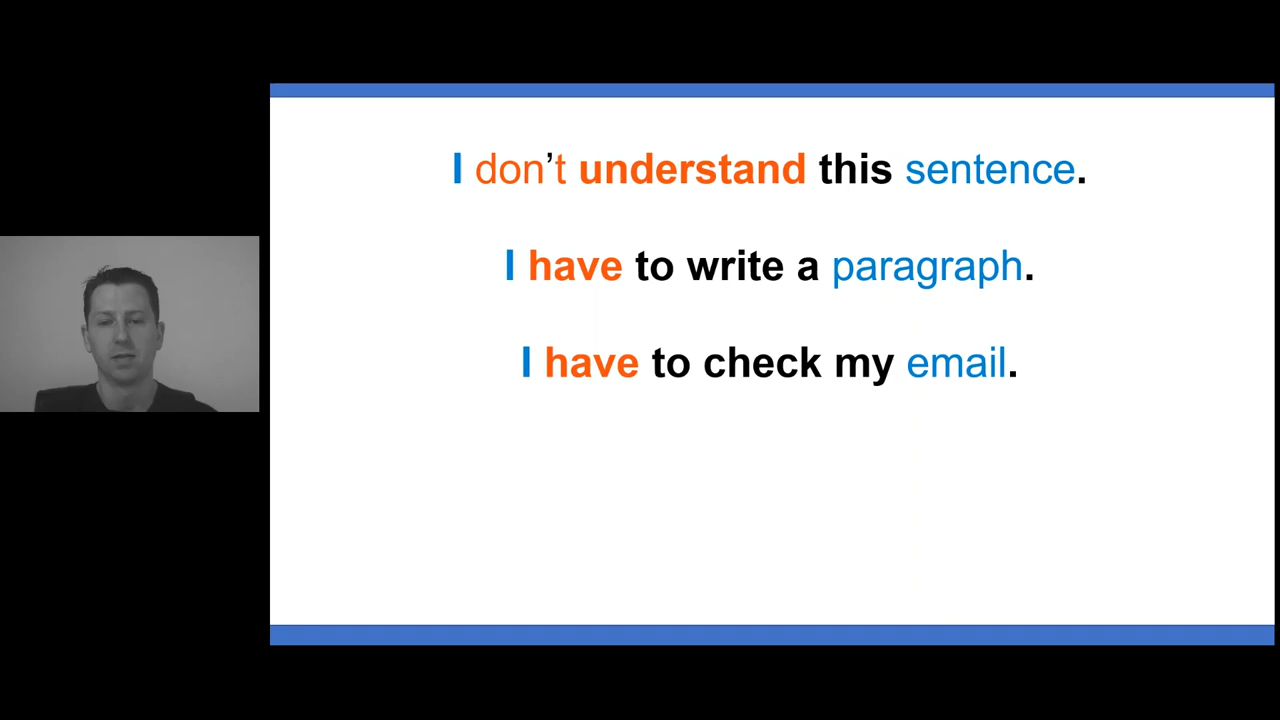 I don’t understand this sentence.
I have to write a paragraph.
I have to check my email.